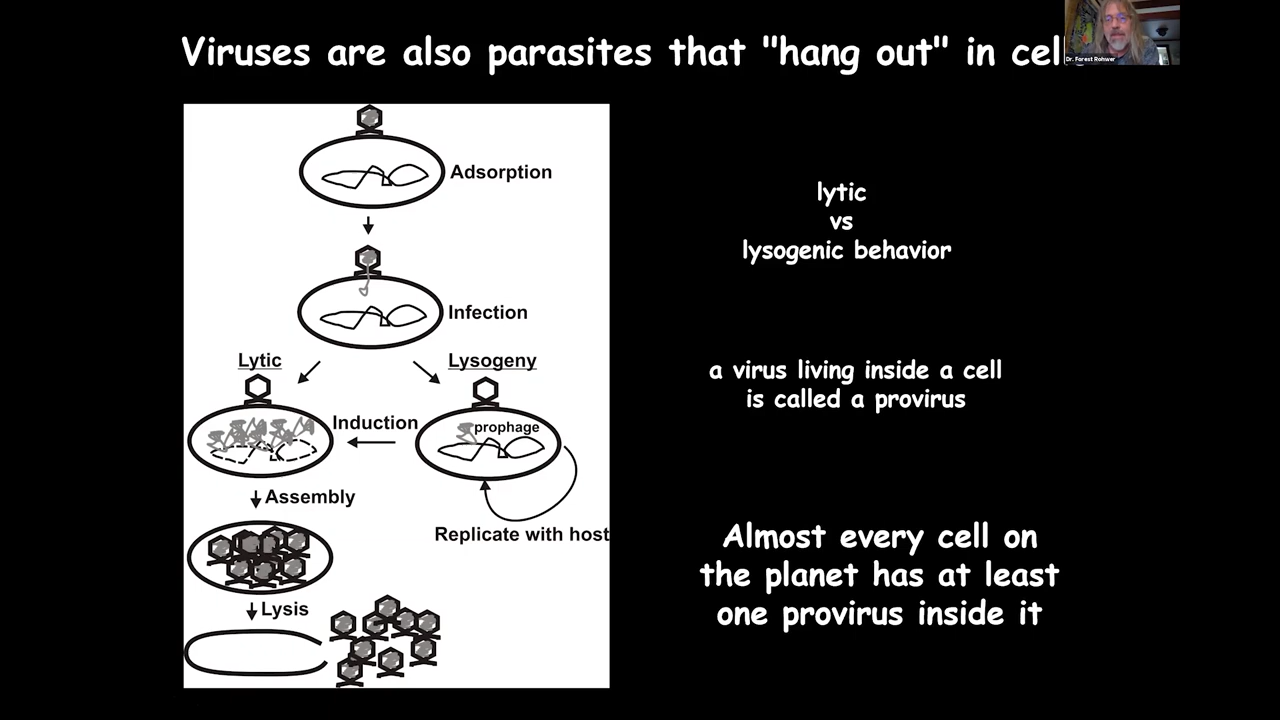 Viruses are also parasites that "hang out" in cell
Dr. Forest Rohwer
Adsorption
Infection
Lytic
Lysogeny
Induction
prophage
Assembly
Replicate with host
Lysis
lytic
vs
lysogenic behavior
a virus living inside a cell
is called a provirus
Almost every cell on
the planet has at least
one provirus inside it